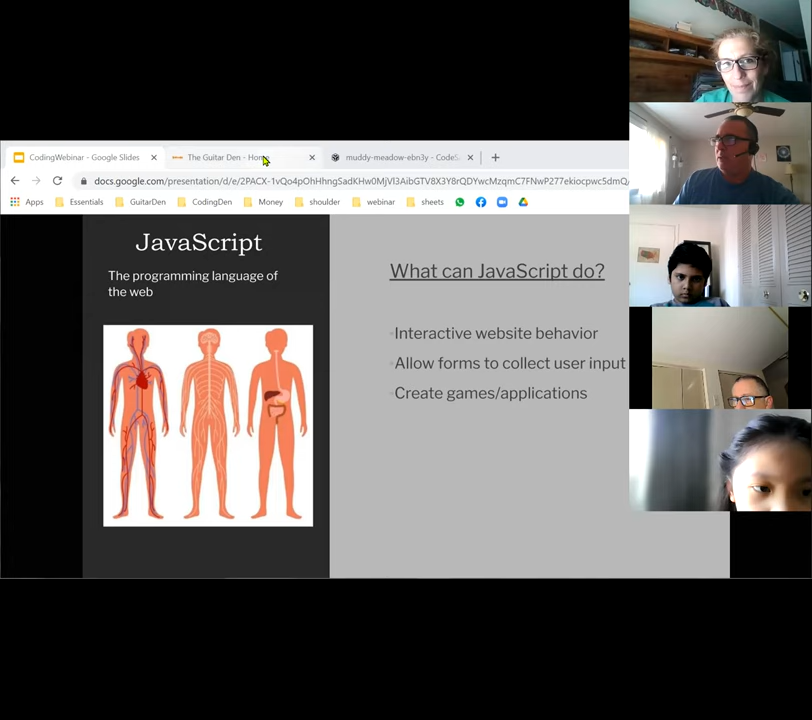 CodingWebinar - Google Slides
The Guitar Den - Home
muddy-meadow-ebn3y - CodeS
docs.google.com/presentation/d/e/2PACX-1vQo4pOhHhngSadKHw0MjVl3AibGTV8X3Y8rQDYwcMzqmC7FNwP277ekiocpwc5dmQ/
Apps Essentials GuitarDen CodingDen Money shoulder webinar sheets
JavaScript
The programming language of
the web
What can JavaScript do?
Interactive website behavior
Allow forms to collect user input
Create games/applications